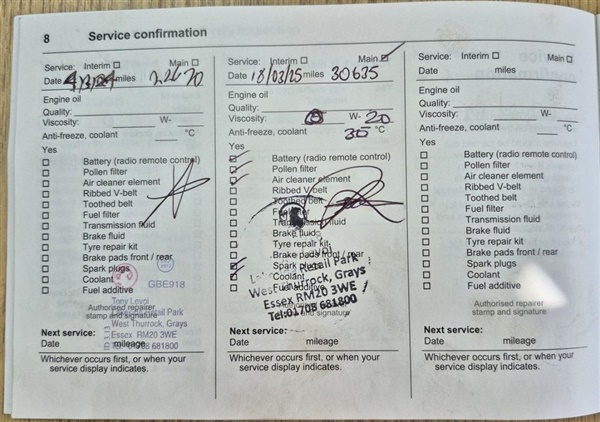 8 Service confirmation
Service: Interim ☐ Main ☐
Date 4/3/24 miles 22670
Engine oil
Quality:
Viscosity: W-
Anti-freeze, coolant °C
Yes
☐ Battery (radio remote control)
☐ Pollen filter
☐ Air cleaner element
☐ Ribbed V-belt
☐ Toothed belt
☐ Fuel filter
☐ Transmission fluid
☐ Brake fluid
☐ Tyre repair kit
☐ Brake pads front / rear
☐ Spark plugs
☐ Coolant
☐ Fuel additive
GBE918
Authorised repairer
stamp and signature
Tony Levoi
Retail Park
West Thurrock, Grays
Essex RM20 3WE
681800
Next service:
Date mileage
Whichever occurs first, or when your
service display indicates.
Service: Interim ☐ Main ☑
Date 18/03/25 miles 30635
Engine oil
Quality:
Viscosity: 0 W- 20
Anti-freeze, coolant 35 °C
☑ Battery (radio remote control)
☑ Pollen filter
☑ Air cleaner element
☐ Ribbed V-belt
☐ Toothed belt
☐ Fuel filter
☐ Transmission fluid
☐ Brake fluid
☐ Tyre repair kit
☐ Brake pads front / rear
☑ Spark plugs
☑ Coolant
☐ Fuel additive
Retail Park
West Thurrock, Grays
Essex RM20 3WE
Tel:01708 681800
and signature
Next service:
Date mileage
Whichever occurs first, or when your
service display indicates.
Service: Interim ☐ Main ☐
Date miles
Engine oil
Quality:
Viscosity: W-
Anti-freeze, coolant °C
Yes
☐ Battery (radio remote control)
☐ Pollen filter
☐ Air cleaner element
☐ Ribbed V-belt
☐ Toothed belt
☐ Fuel filter
☐ Transmission fluid
☐ Brake fluid
☐ Tyre repair kit
☐ Brake pads front / rear
☐ Spark plugs
☐ Coolant
☐ Fuel additive
Authorised repairer
stamp and signature
Next service:
Date mileage
Whichever occurs first, or when your
service display indicates.